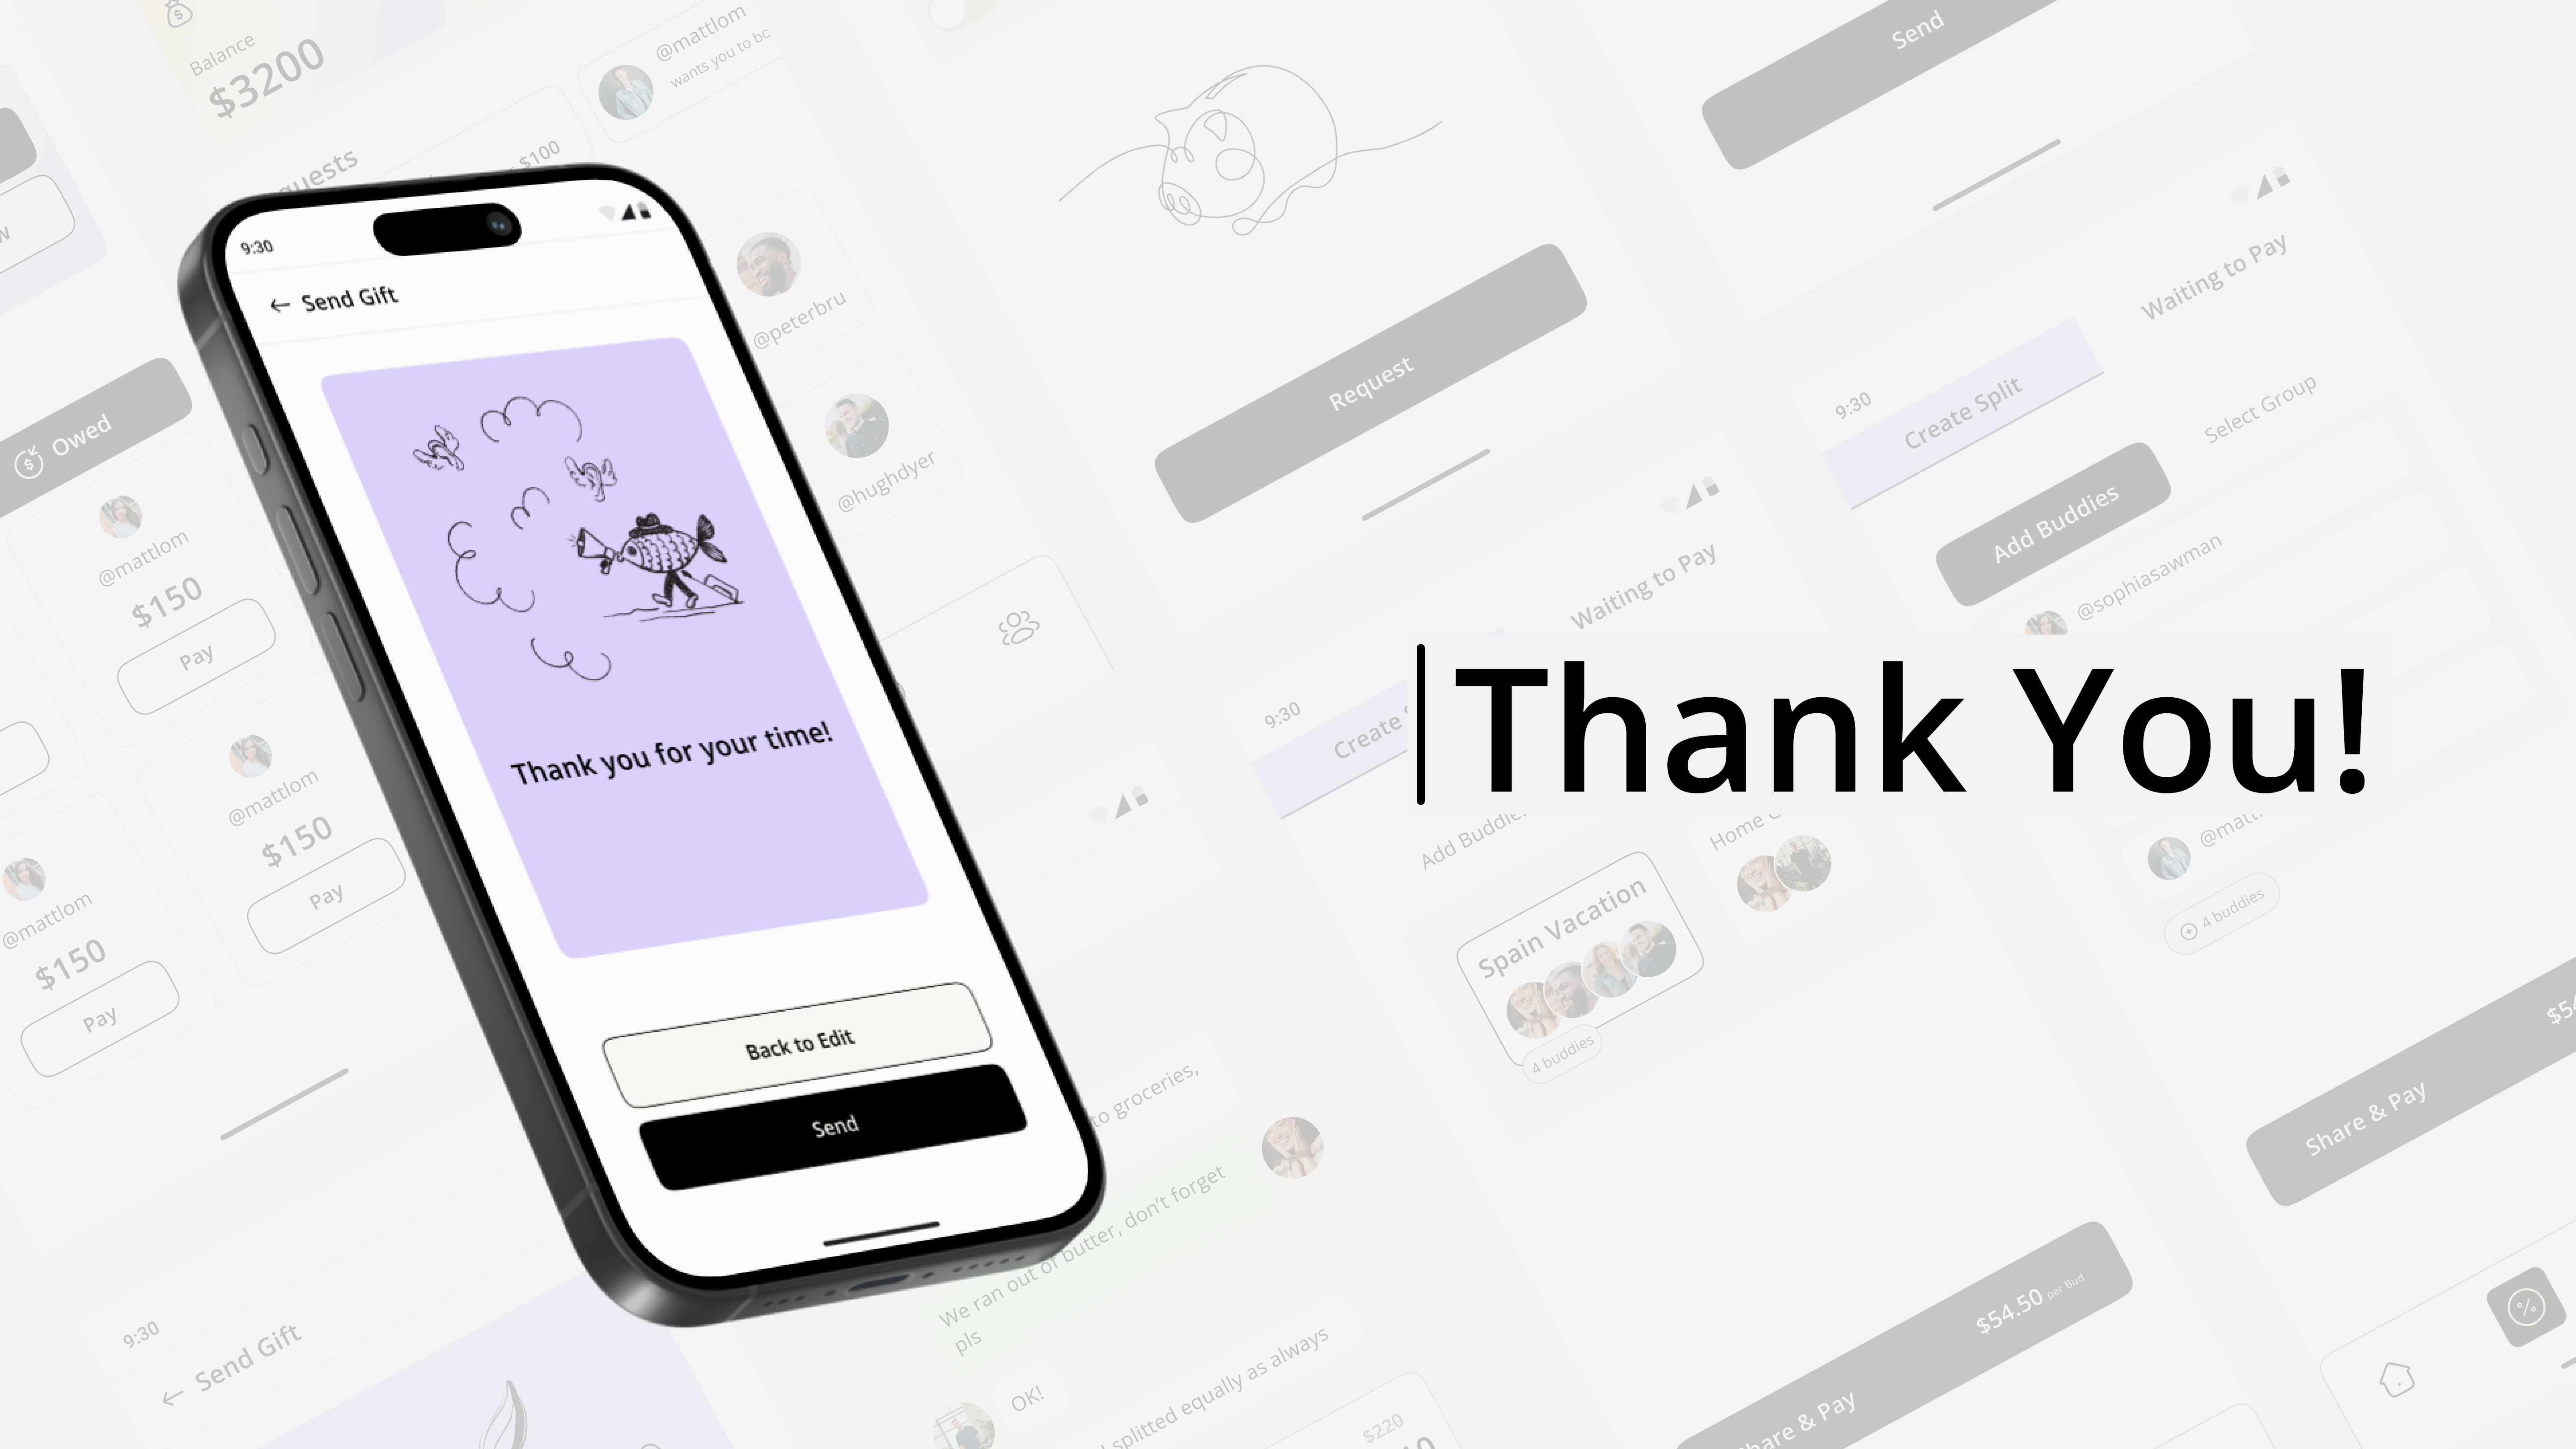 Balance
$3200
@mattlom
wants you to bo
$100
Send
9:30
Send Gift
Thank you for your time!
Back to Edit
Send
@peterbru
@hughdyer
Owed
@mattlom
$150
Pay
@mattlom
$150
Pay
@mattlom
$150
Pay
Request
Waiting to Pay
9:30
Create Split
Select Group
Add Buddies
@sophiasawman
Waiting to Pay
9:30
Create
Thank You!
Add Buddies
Home
Spain Vacation
4 buddies
@matt
4 buddies
$54
Share & Pay
$54.50 per Bud
Share & Pay
to groceries,
We ran out of butter, don't forget
pls
OK!
splitted equally as always
$220
9:30
Send Gift